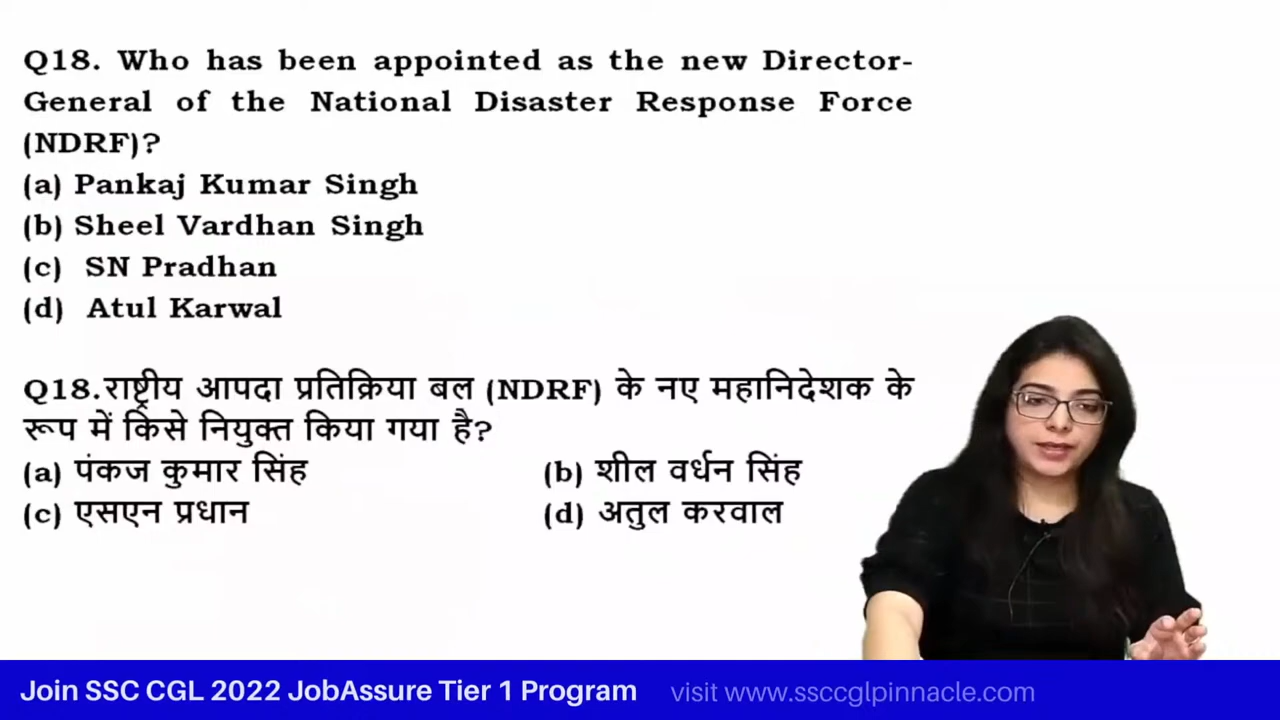 Q18. Who has been appointed as the new Director-
General of the National Disaster Response Force
(NDRF)?
(a) Pankaj Kumar Singh
(b) Sheel Vardhan Singh
(c) SN Pradhan
(d) Atul Karwal
Q18.राष्ट्रीय आपदा प्रतिक्रिया बल (NDRF) के नए महानिदेशक के
रूप में किसे नियुक्त किया गया है?
(a) पंकज कुमार सिंह (b) शील वर्धन सिंह
(c) एसएन प्रधान (d) अतुल करवाल
Join SSC CGL 2022 JobAssure Tier 1 Program visit www.ssccglpinnacle.com